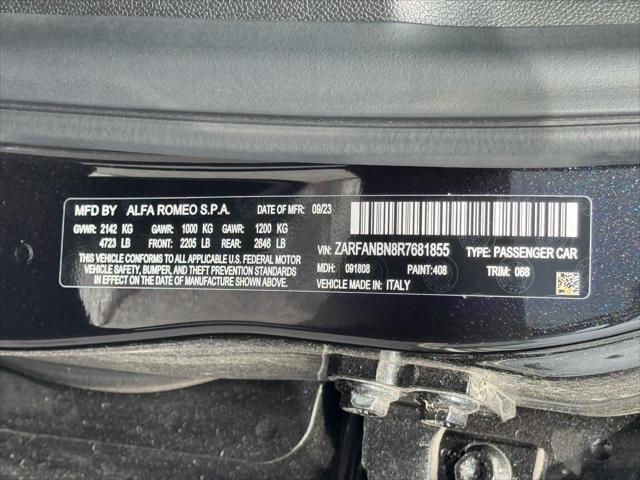 MFD BY ALFA ROMEO S.P.A. DATE OF MFR: 09/23
GVWR: 2142 KG GAWR: 1000 KG GAWR: 1200 KG
4723 LB FRONT: 2205 LB REAR: 2646 LB
THIS VEHICLE CONFORMS TO ALL APPLICABLE U.S. FEDERAL MOTOR
VEHICLE SAFETY, BUMPER, AND THEFT PREVENTION STANDARDS
IN EFFECT ON THE DATE OF MANUFACTURE SHOWN ABOVE.
VIN: ZARFANBN8R7681855 TYPE: PASSENGER CAR
MDH: 091808 PAINT:408 TRIM: 068
VEHICLE MADE IN: ITALY